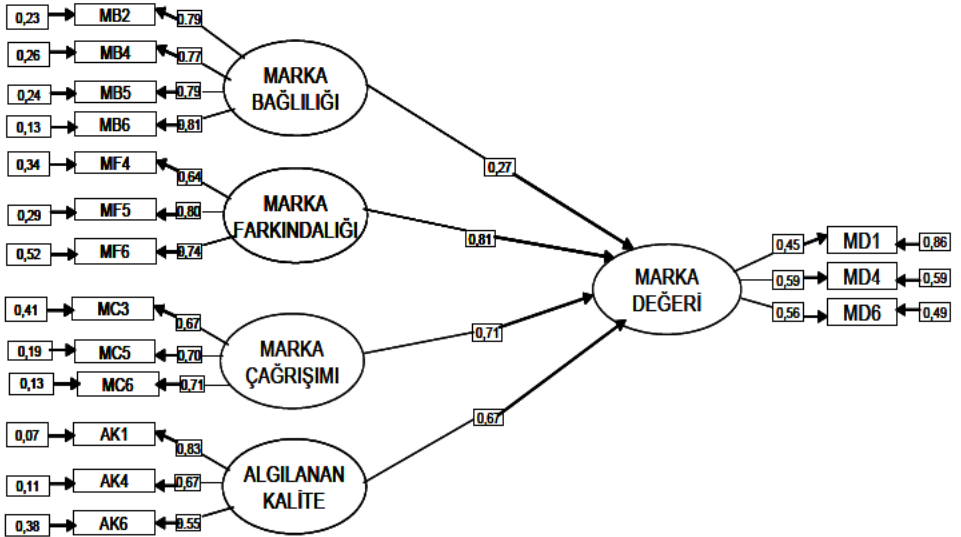 0,23 MB2 0.79
0,26 MB4 0.77
0,24 MB5 0,79
0,13 MB6 0,81
MARKA
BAĞLILIĞI
0,27
0,34 MF4 0,64
0,29 MF5 0,80
0,52 MF6 0,74
MARKA
FARKINDALIĞI
0,81
0,41 MC3 0,67
0,19 MC5 0,70
0,13 MC6 0,71
MARKA
ÇAĞRIŞIMI
0,71
0,07 AK1 0,83
0,11 AK4 0,67
0,38 AK6 0.55
ALGILANAN
KALİTE
0,67
MARKA
DEĞERİ
0,45 MD1 0,86
0,59 MD4 0,59
0,56 MD6 0,49